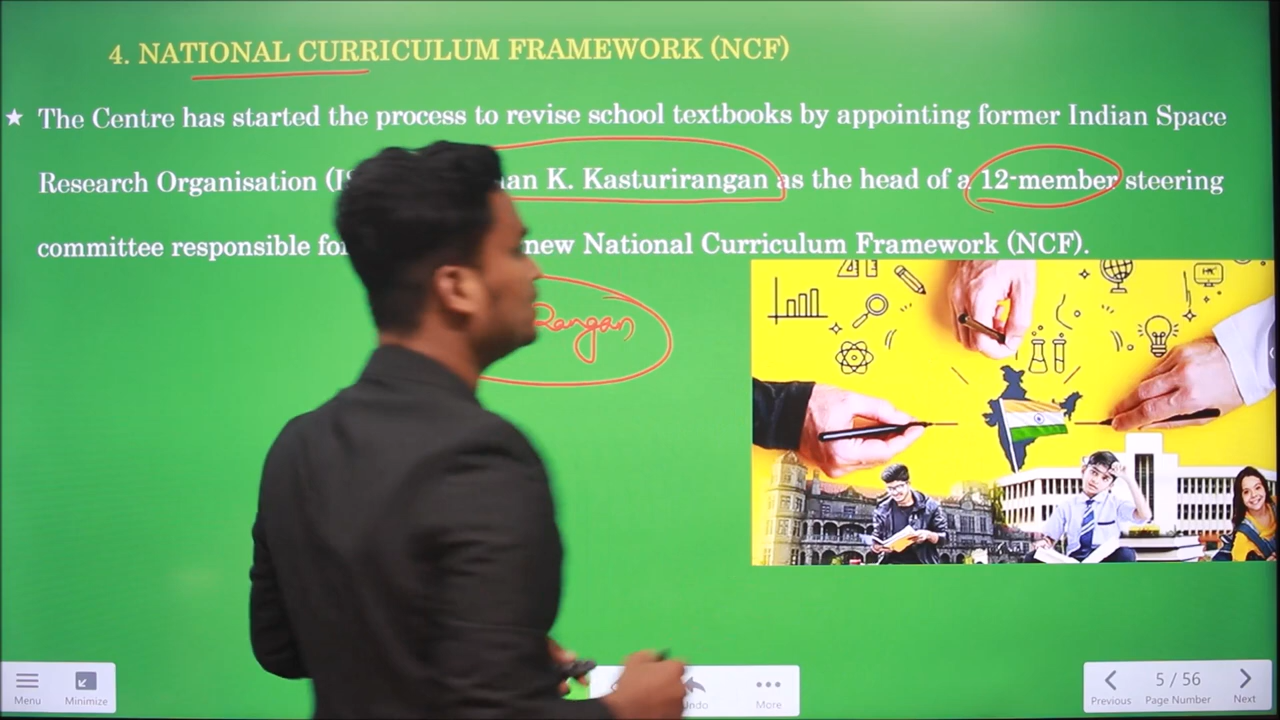 4. NATIONAL CURRICULUM FRAMEWORK (NCF)
★ The Centre has started the process to revise school textbooks by appointing former Indian Space
Research Organisation ( K. Kasturirangan as the head of a 12-member steering
committee responsible new National Curriculum Framework (NCF).
Rangan
Menu
Minimize
Undo
More
Previous
5 / 56
Page Number
Next